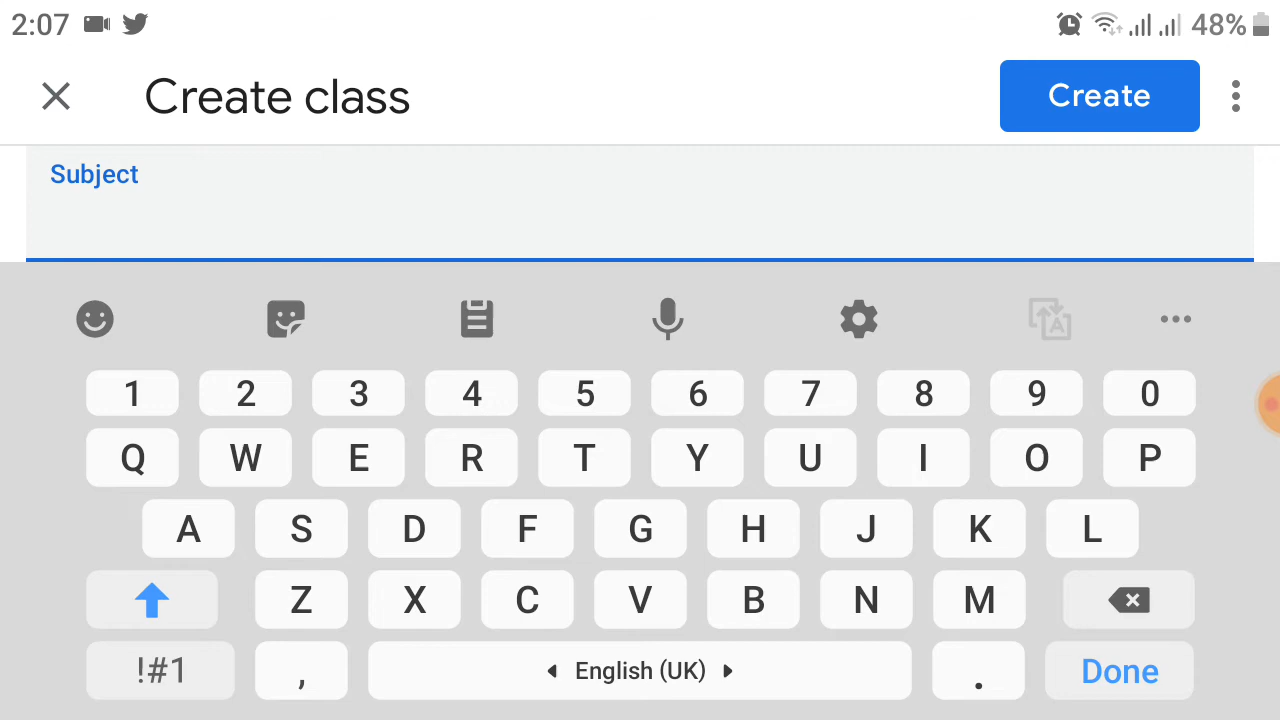 2:07 48%
Create class Create
Subject
1 2 3 4 5 6 7 8 9 0
Q W E R T Y U I O P
A S D F G H J K L
Z X C V B N M
!#1 , English (UK) . Done